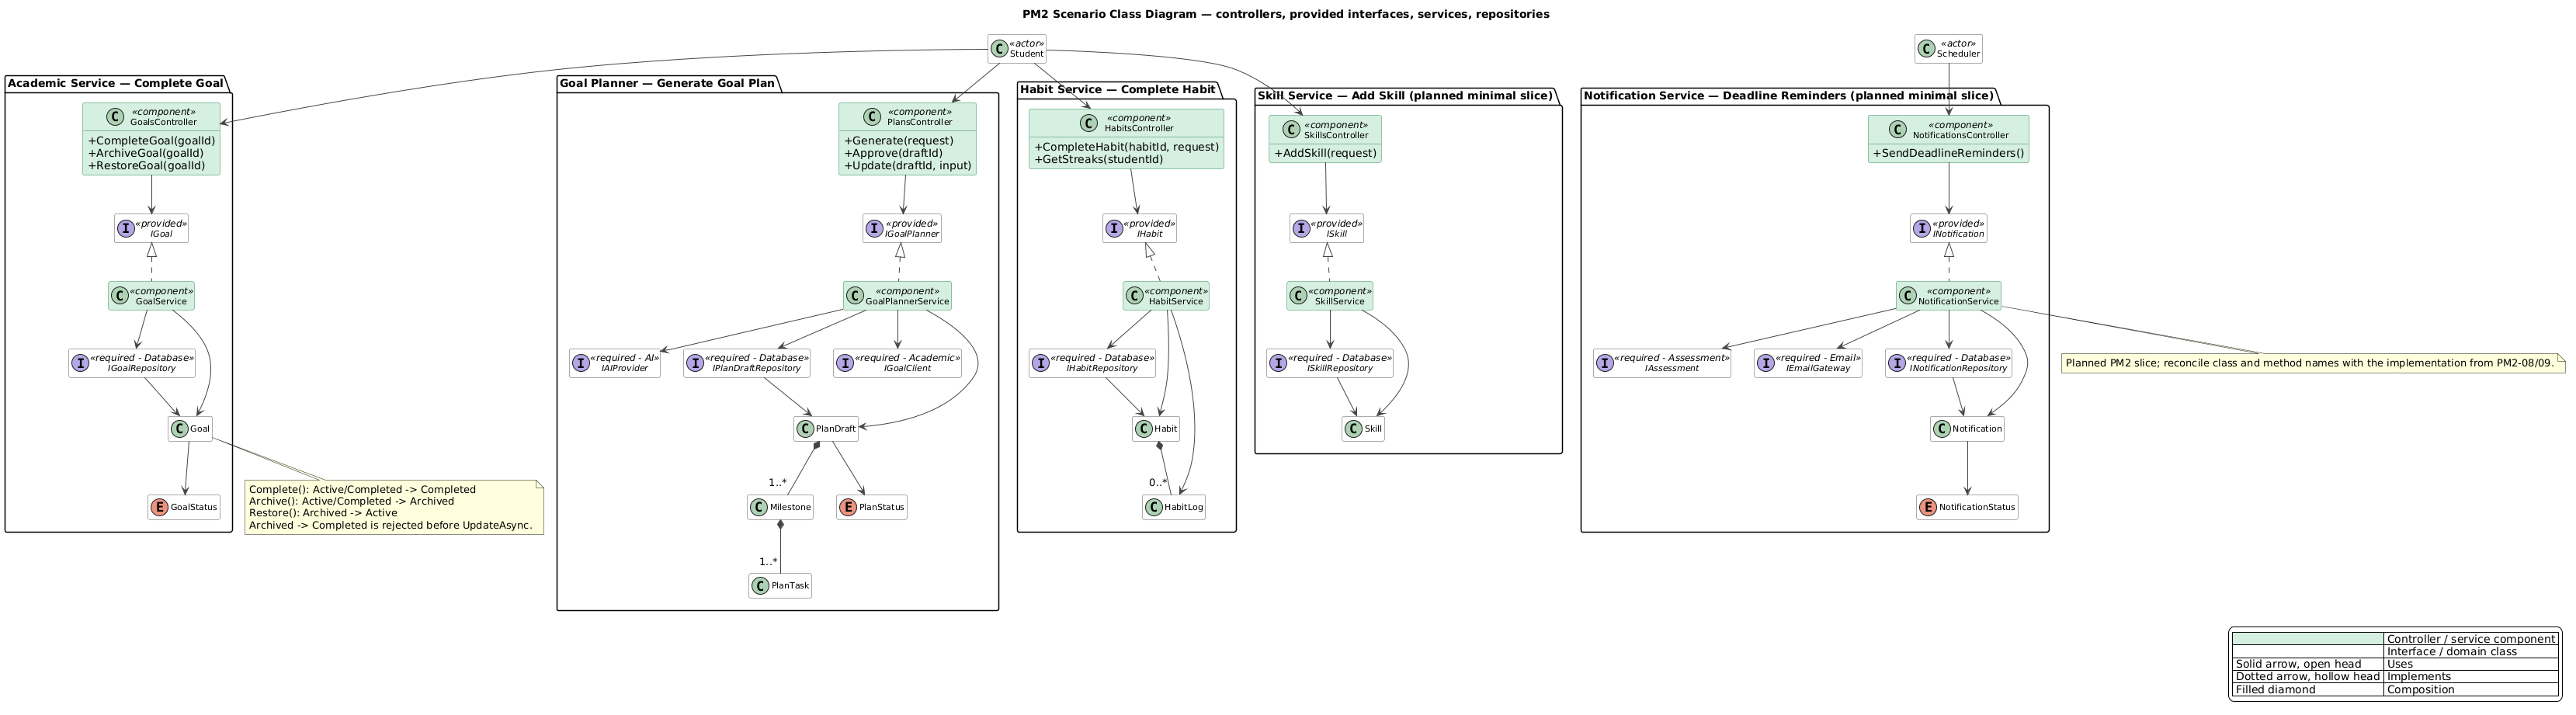 PM2 Scenario Class Diagram — controllers, provided interfaces, services, repositories
«actor»
Student
«actor»
Scheduler
Academic Service — Complete Goal
C
«component»
GoalsController
+CompleteGoal(goalId)
+ArchiveGoal(goalId)
+RestoreGoal(goalId)
I
«provided»
IGoal
C
«component»
GoalService
I
«required - Database»
IGoalRepository
C
Goal
E
GoalStatus
Complete(): Active/Completed -> Completed
Archive(): Active/Completed -> Archived
Restore(): Archived -> Active
Archived -> Completed is rejected before UpdateAsync.
Goal Planner — Generate Goal Plan
C
«component»
PlansController
+Generate(request)
+Approve(draftId)
+Update(draftId, input)
I
«provided»
IGoalPlanner
C
«component»
GoalPlannerService
I
«required - AI»
IAIProvider
I
«required - Database»
IPlanDraftRepository
I
«required - Academic»
IGoalClient
C
PlanDraft
1..*
C
Milestone
E
PlanStatus
1..*
C
PlanTask
Habit Service — Complete Habit
C
«component»
HabitsController
+CompleteHabit(habitId, request)
+GetStreaks(studentId)
I
«provided»
IHabit
C
«component»
HabitService
I
«required - Database»
IHabitRepository
C
Habit
0..*
C
HabitLog
Skill Service — Add Skill (planned minimal slice)
C
«component»
SkillsController
+AddSkill(request)
I
«provided»
ISkill
C
«component»
SkillService
I
«required - Database»
ISkillRepository
C
Skill
Notification Service — Deadline Reminders (planned minimal slice)
C
«component»
NotificationsController
+SendDeadlineReminders()
I
«provided»
INotification
C
«component»
NotificationService
I
«required - Assessment»
IAssessment
I
«required - Email»
IEmailGateway
I
«required - Database»
INotificationRepository
C
Notification
E
NotificationStatus
Planned PM2 slice; reconcile class and method names with the implementation from PM2-08/09.
Controller / service component
Interface / domain class
Solid arrow, open head Uses
Dotted arrow, hollow head Implements
Filled diamond Composition